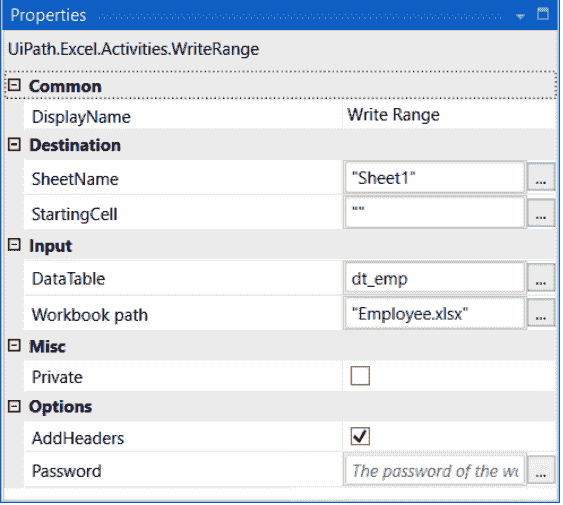 Properties
UiPath.Excel.Activities.WriteRange
Common
DisplayName Write Range
Destination
SheetName "Sheet1" ...
StartingCell "" ...
Input
DataTable dt_emp ...
Workbook path "Employee.xlsx" ...
Misc
Private
Options
AddHeaders
Password The password of the ...